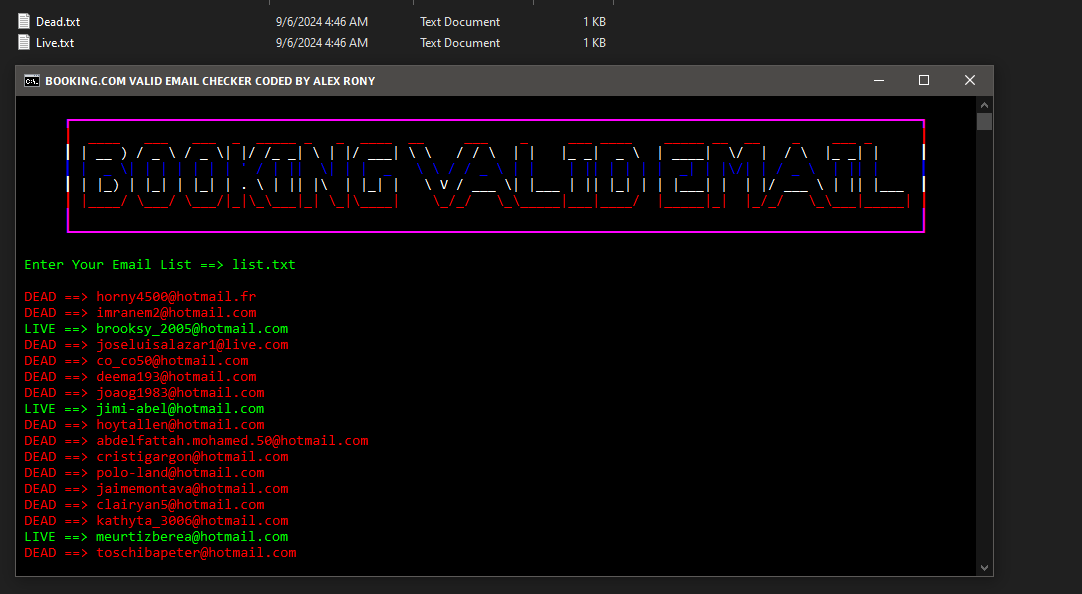 Dead.txt 9/6/2024 4:46 AM Text Document 1 KB
Live.txt 9/6/2024 4:46 AM Text Document 1 KB
BOOKING.COM VALID EMAIL CHECKER CODED BY ALEX RONY
BOOKING VALID EMAIL
Enter Your Email List ==> list.txt
DEAD ==> horny4500@hotmail.fr
DEAD ==> imranem2@hotmail.com
LIVE ==> brooksy_2005@hotmail.com
DEAD ==> joseluisalazar1@live.com
DEAD ==> co_co50@hotmail.com
DEAD ==> deema193@hotmail.com
DEAD ==> joaog1983@hotmail.com
LIVE ==> jimi-abel@hotmail.com
DEAD ==> hoytallen@hotmail.com
DEAD ==> abdelfattah.mohamed.50@hotmail.com
DEAD ==> cristigargon@hotmail.com
DEAD ==> polo-land@hotmail.com
DEAD ==> jaimemontava@hotmail.com
DEAD ==> clairyan5@hotmail.com
DEAD ==> kathyta_3006@hotmail.com
LIVE ==> meurtizberea@hotmail.com
DEAD ==> toschibapeter@hotmail.com